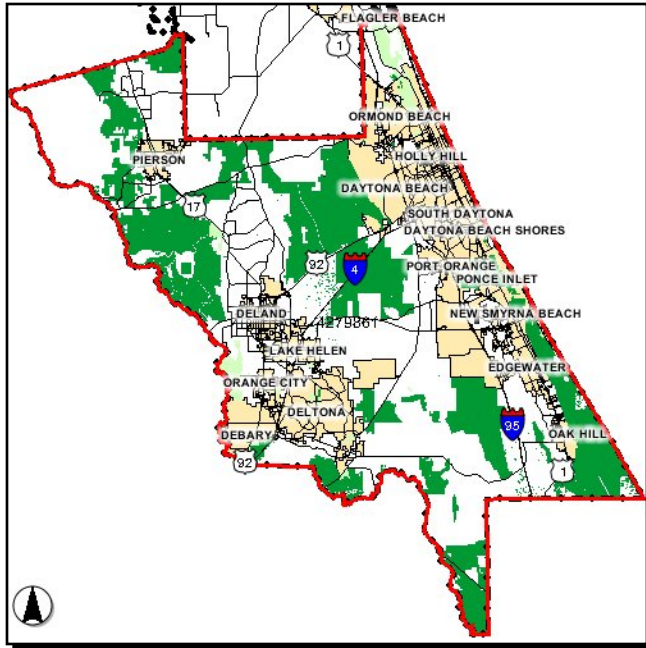 FLAGLER BEACH
1
ORMOND BEACH
HOLLY HILL
PIERSON
DAYTONA BEACH
17
SOUTH DAYTONA
DAYTONA BEACH SHORES
92
4
PORT ORANGE
PONCE INLET
DELAND
4279861
NEW SMYRNA BEACH
LAKE HELEN
EDGEWATER
ORANGE CITY
DELTONA
95
DEBARY
OAK HILL
92
1